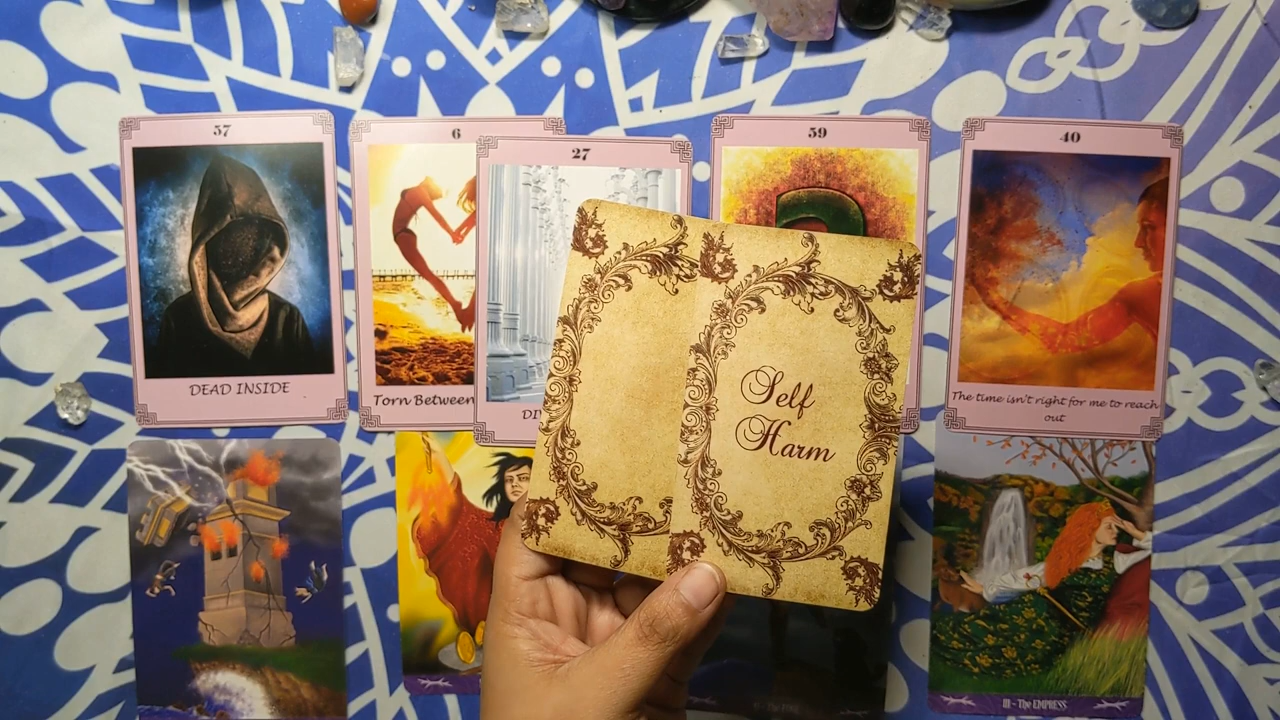 57
6
27
59
40
DEAD INSIDE
Torn Between
The time isn't right for me to reach
out
Self
Harm
III - The EMPRESS